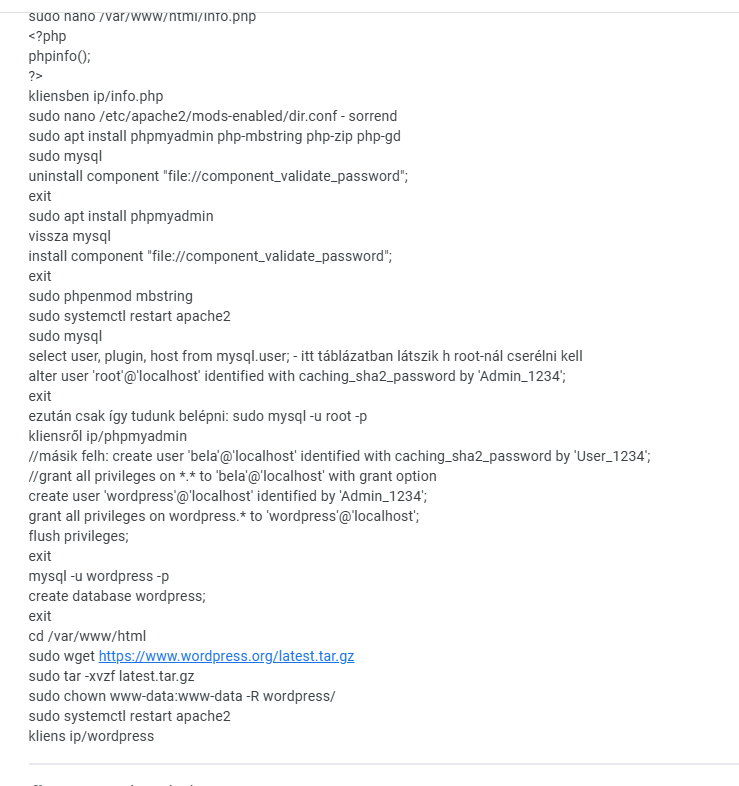 sudo nano /var/www/html/info.php
<?php
phpinfo();
?>
kliensben ip/info.php
sudo nano /etc/apache2/mods-enabled/dir.conf - sorrend
sudo apt install phpmyadmin php-mbstring php-zip php-gd
sudo mysql
uninstall component "file://component_validate_password";
exit
sudo apt install phpmyadmin
vissza mysql
install component "file://component_validate_password";
exit
sudo phpenmod mbstring
sudo systemctl restart apache2
sudo mysql
select user, plugin, host from mysql.user; - itt táblázatban látszik h root-nál cserélni kell
alter user 'root'@'localhost' identified with caching_sha2_password by 'Admin_1234';
exit
ezután csak így tudunk belépni: sudo mysql -u root -p
kliensről ip/phpmyadmin
//másik felh: create user 'bela'@'localhost' identified with caching_sha2_password by 'User_1234';
//grant all privileges on *.* to 'bela'@'localhost' with grant option
create user 'wordpress'@'localhost' identified by 'Admin_1234';
grant all privileges on wordpress.* to 'wordpress'@'localhost';
flush privileges;
exit
mysql -u wordpress -p
create database wordpress;
exit
cd /var/www/html
sudo wget https://www.wordpress.org/latest.tar.gz
sudo tar -xvzf latest.tar.gz
sudo chown www-data:www-data -R wordpress/
sudo systemctl restart apache2
kliens ip/wordpress